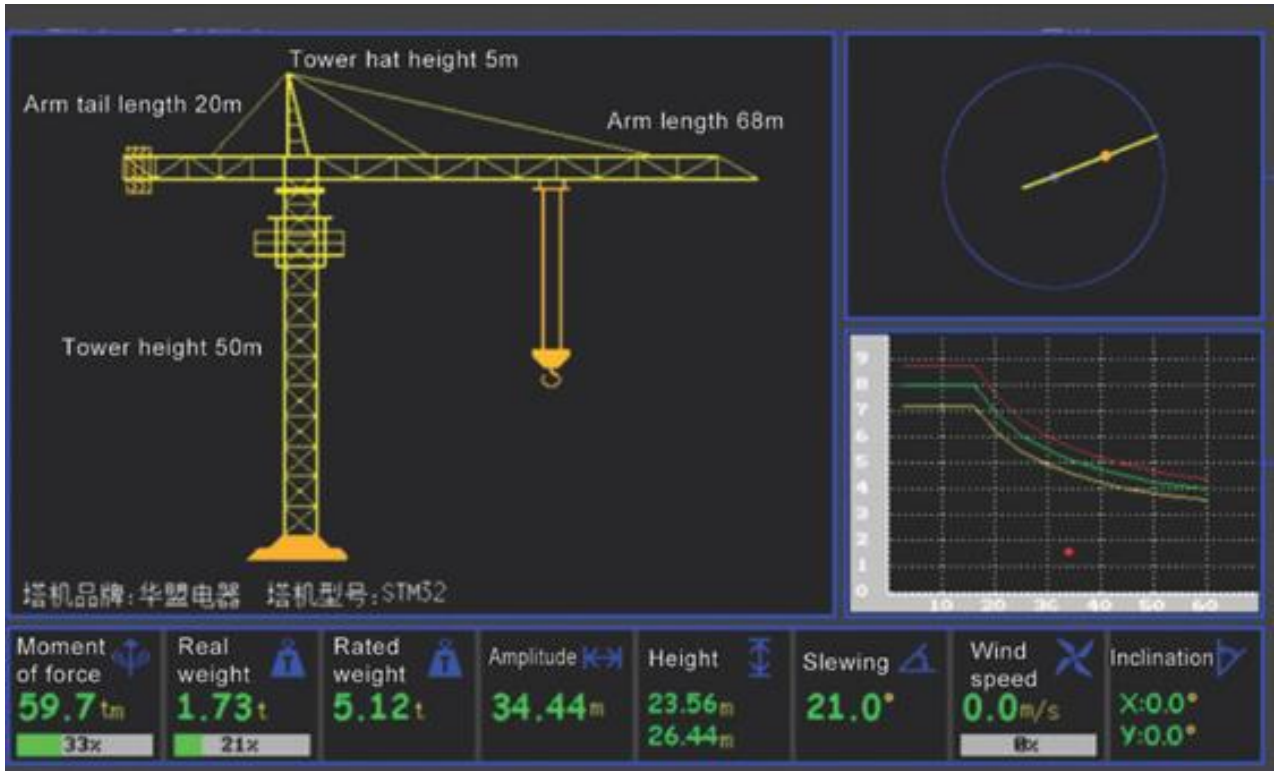 Tower hat height 5m
Arm tail length 20m
Arm length 68m
Tower height 50m
塔机品牌:华盟电器 塔机型号:STM32
9
8
7
6
5
4
3
2
1
0
10 20 30 40 50 60
Moment of force
59.7tm
33%
Real weight
1.73t
21%
Rated weight
5.12t
Amplitude
34.44m
Height
23.56m
26.44m
Slewing
21.0°
Wind speed
0.0m/s
0%
Inclination
X:0.0°
Y:0.0°